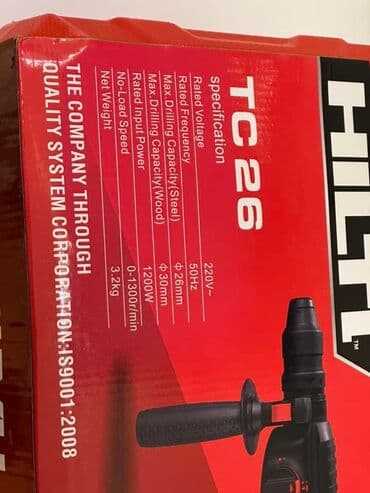 HILTI
TM
TC 26
specification
Rated Voltage 220V~
Rated Frequency 50Hz
Max.Drilling Capacity(Steel) Φ26mm
Max.Drilling Capacity(Wood) Φ30mm
Rated Input Power 1200W
No-Load Speed 0-1300r/min
Net Weight 3.2kg
THE COMPANY THROUGH
QUALITY SYSTEM CORPORATION:IS9001:2008